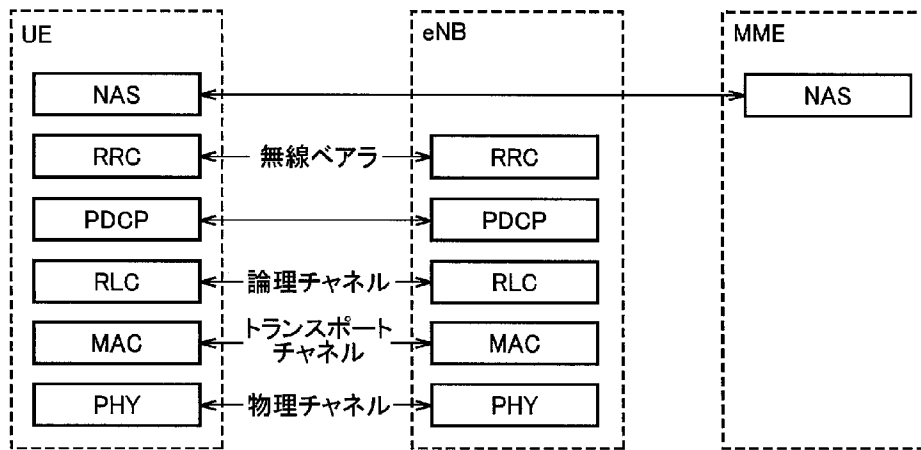 UE
eNB
MME
NAS
NAS
RRC
無線ベアラ
RRC
PDCP
PDCP
RLC
論理チャネル
RLC
MAC
トランスポート
チャネル
MAC
PHY
物理チャネル
PHY